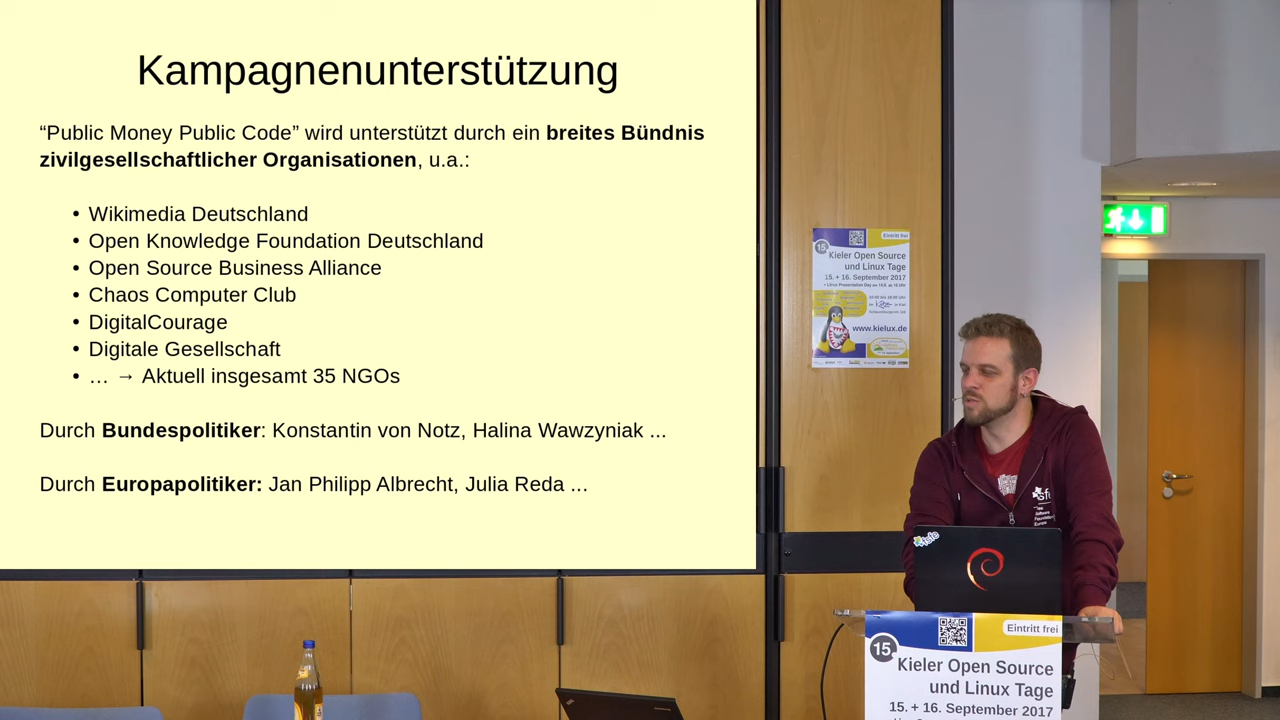 Kampagnenunterstützung
“Public Money Public Code” wird unterstützt durch ein breites Bündnis
zivilgesellschaftlicher Organisationen, u.a.:
• Wikimedia Deutschland
• Open Knowledge Foundation Deutschland
• Open Source Business Alliance
• Chaos Computer Club
• DigitalCourage
• Digitale Gesellschaft
• … → Aktuell insgesamt 35 NGOs
Durch Bundespolitiker: Konstantin von Notz, Halina Wawzyniak ...
Durch Europapolitiker: Jan Philipp Albrecht, Julia Reda ...
Eintritt frei
15.
Kieler Open Source
und Linux Tage
15. + 16. September 2017
www.kielux.de
fsfe
Software
Foundation
Europe
Eintritt frei
15.
Kieler Open Source
und Linux Tage
15. + 16. September 2017